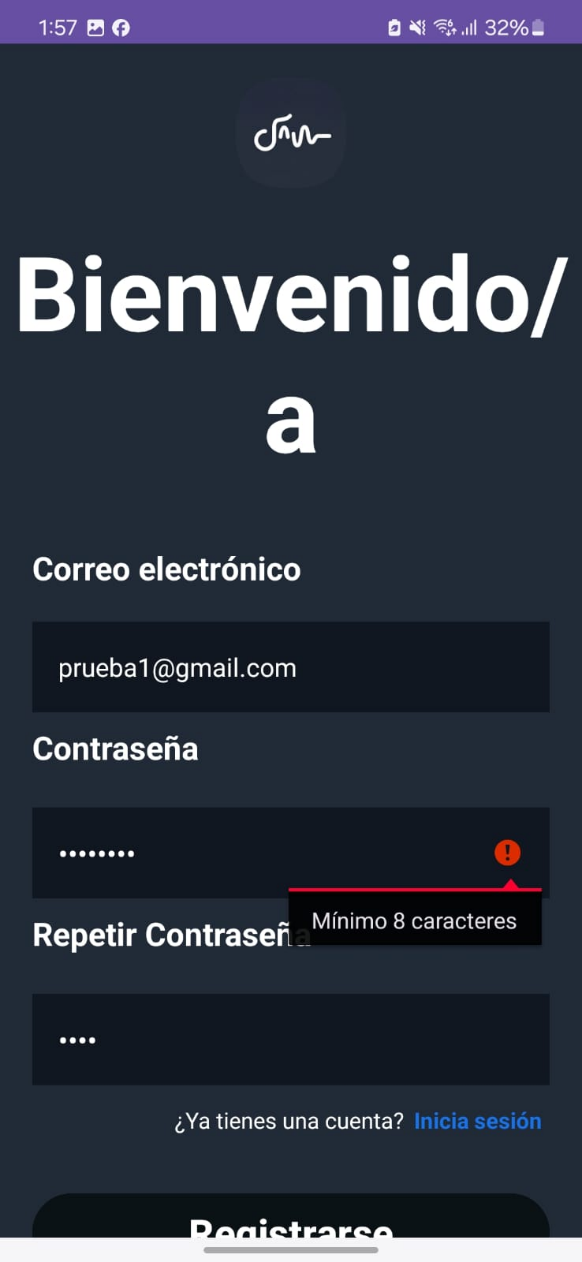 1:57 32%
Bienvenido/
a
Correo electrónico
prueba1@gmail.com
Contraseña
••••••••
Mínimo 8 caracteres
Repetir Contraseña
••••
¿Ya tienes una cuenta? Inicia sesión
Registrarse